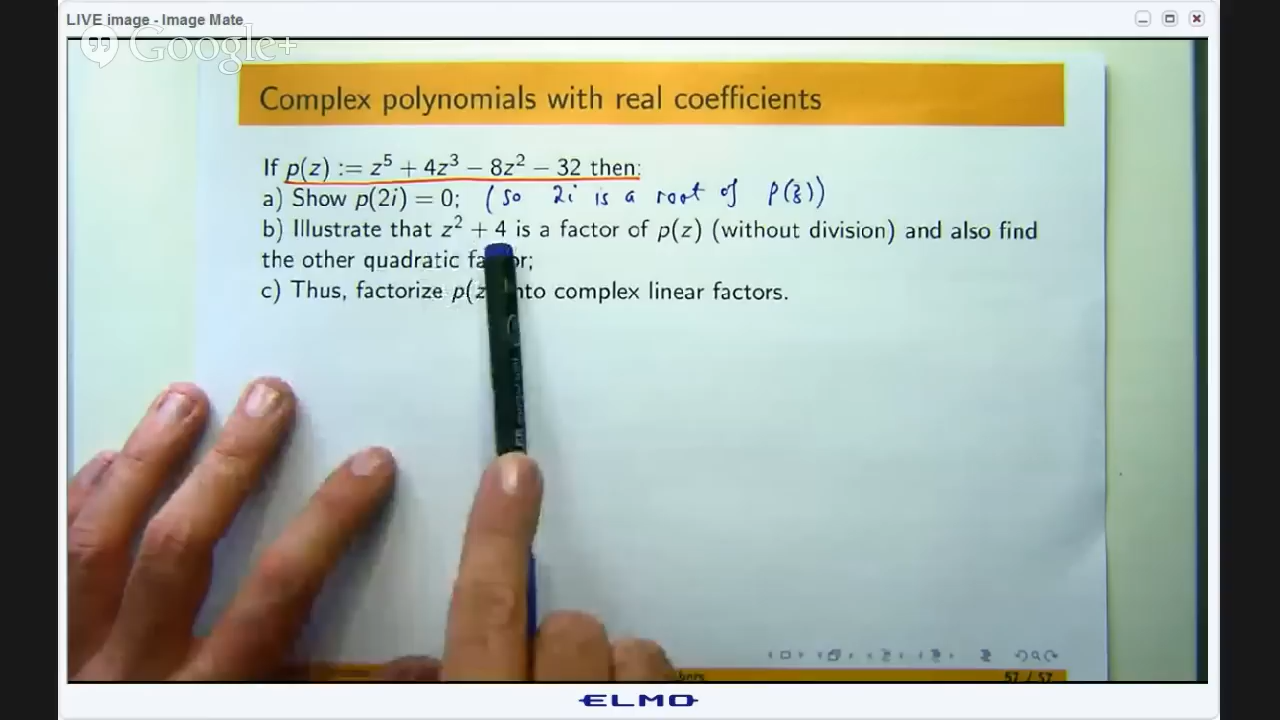 LIVE image - Image Mate
Google+
Complex polynomials with real coefficients
If p(z) := z⁵ + 4z³ − 8z² − 32 then:
a) Show p(2i) = 0; (so 2i is a root of p(z))
b) Illustrate that z² + 4 is a factor of p(z) (without division) and also find
the other quadratic
c) Thus, factorize complex linear factors.
57 / 57
ELMO